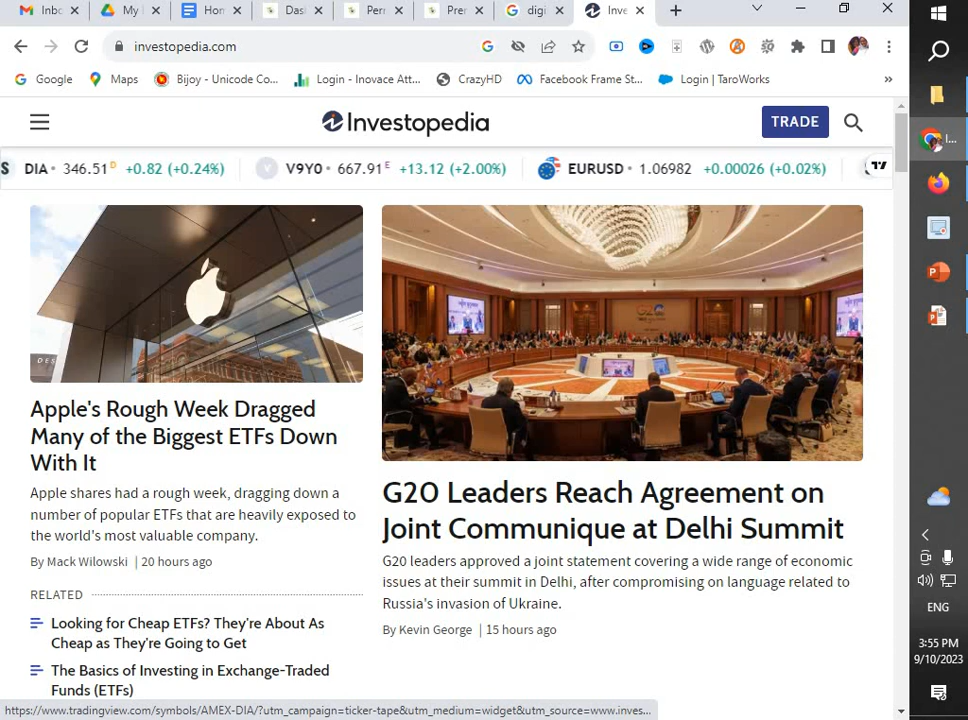 Inbo
My
Hon
Das
Perr
Prer
digi
Inve
investopedia.com
Google
Maps
Bijoy - Unicode Co...
Login - Inovace Att...
CrazyHD
Facebook Frame St...
Login | TaroWorks
»
Investopedia
TRADE
S DIA • 346.51 D +0.82 (+0.24%) V V9Y0 • 667.91 E +13.12 (+2.00%) EURUSD • 1.06982 +0.00026 (+0.02%)
DES
G20
Apple's Rough Week Dragged
Many of the Biggest ETFs Down
With It
Apple shares had a rough week, dragging down a
number of popular ETFs that are heavily exposed to
the world's most valuable company.
By Mack Wilowski | 20 hours ago
RELATED
Looking for Cheap ETFs? They're About As
Cheap as They're Going to Get
The Basics of Investing in Exchange-Traded
Funds (ETFs)
G20 Leaders Reach Agreement on
Joint Communique at Delhi Summit
G20 leaders approved a joint statement covering a wide range of economic
issues at their summit in Delhi, after compromising on language related to
Russia's invasion of Ukraine.
By Kevin George | 15 hours ago
https://www.tradingview.com/symbols/AMEX-DIA/?utm_campaign=ticker-tape&utm_medium=widget&utm_source=www.inves...
I...
ENG
3:55 PM
9/10/2023